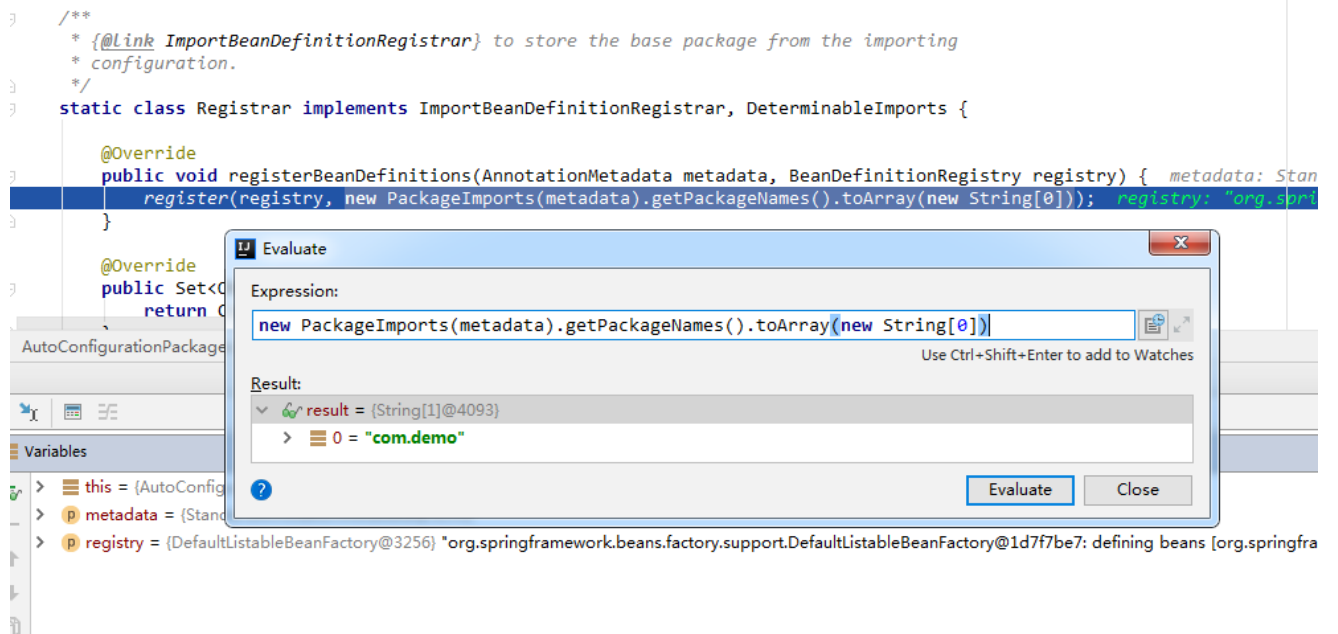 /**
* {@link ImportBeanDefinitionRegistrar} to store the base package from the importing
* configuration.
*/
static class Registrar implements ImportBeanDefinitionRegistrar, DeterminableImports {
@Override
public void registerBeanDefinitions(AnnotationMetadata metadata, BeanDefinitionRegistry registry) { metadata: Stan
register(registry, new PackageImports(metadata).getPackageNames().toArray(new String[0])); registry: "org.spri
}
@Override
public Set<O
return C
Evaluate
Expression:
new PackageImports(metadata).getPackageNames().toArray(new String[0])
Use Ctrl+Shift+Enter to add to Watches
Result:
result = {String[1]@4093}
0 = "com.demo"
Evaluate Close
AutoConfigurationPackage
Variables
this = {AutoConfig
metadata = {Stand
registry = {DefaultListableBeanFactory@3256} "org.springframework.beans.factory.support.DefaultListableBeanFactory@1d7f7be7: defining beans [org.springfra